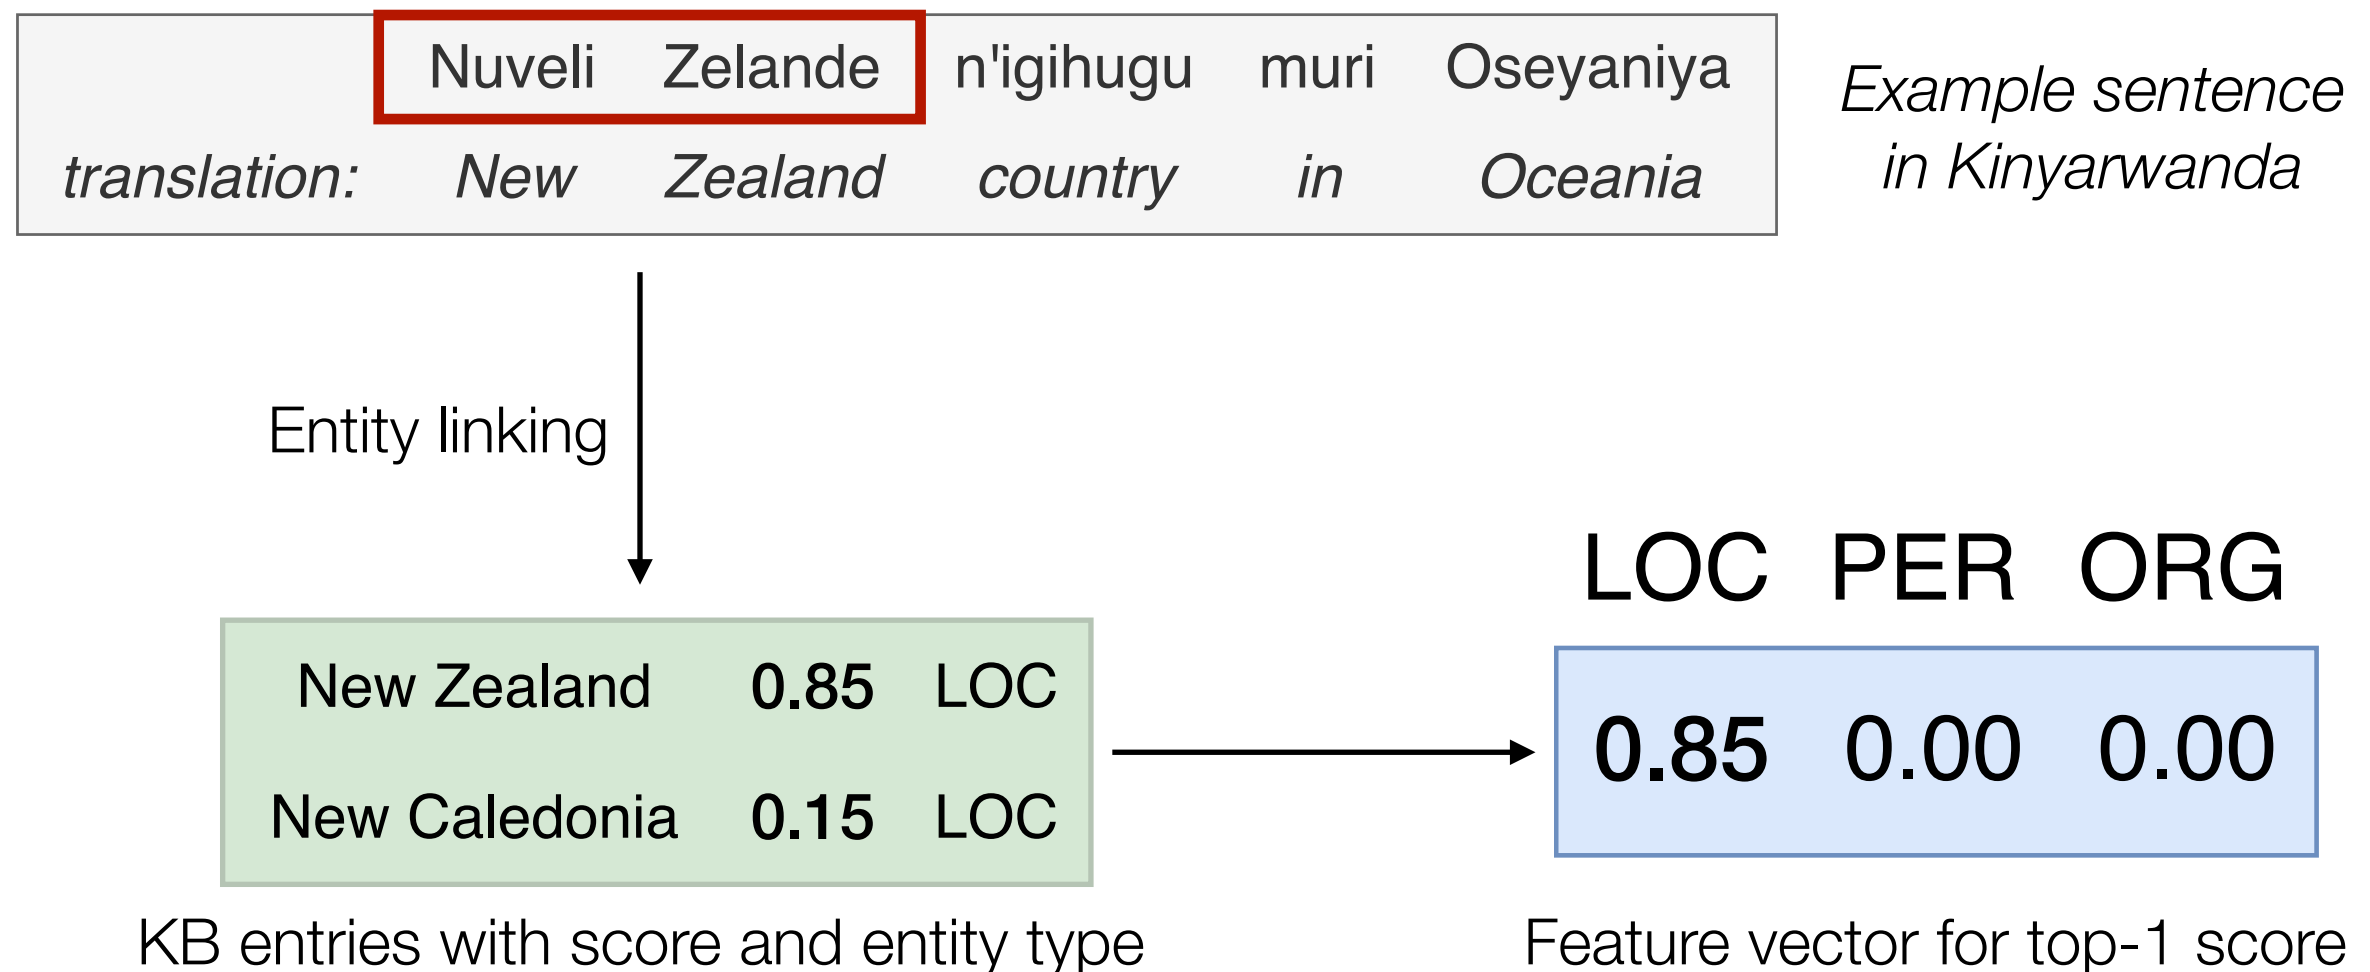 Nuveli Zelande n'igihugu muri Oseyaniya
translation: New Zealand country in Oceania
Example sentence
in Kinyarwanda
Entity linking
New Zealand 0.85 LOC
New Caledonia 0.15 LOC
KB entries with score and entity type
LOC PER ORG
0.85 0.00 0.00
Feature vector for top-1 score